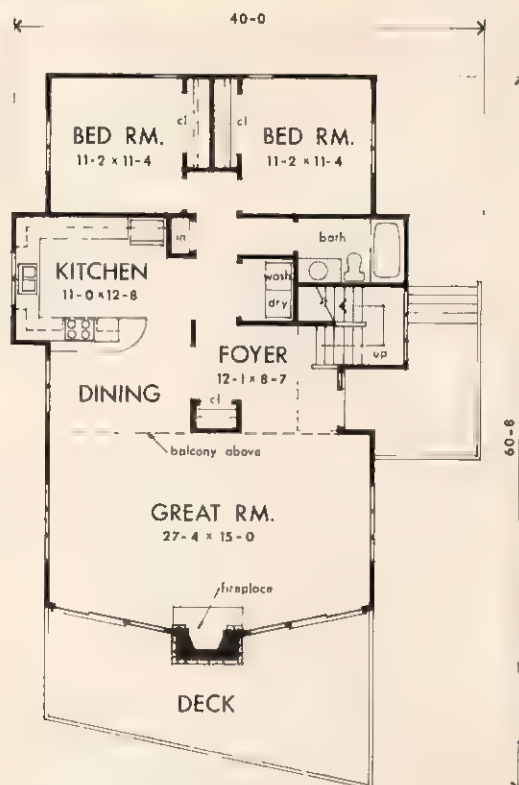 40-0
BED RM.
11-2 x 11-4
cl
cl
BED RM.
11-2 x 11-4
lin
bath
KITCHEN
11-0 x 12-8
wash
dry
up
FOYER
12-1 x 8-7
DINING
cl
balcony above
60-8
GREAT RM.
27-4 x 15-0
fireplace
DECK